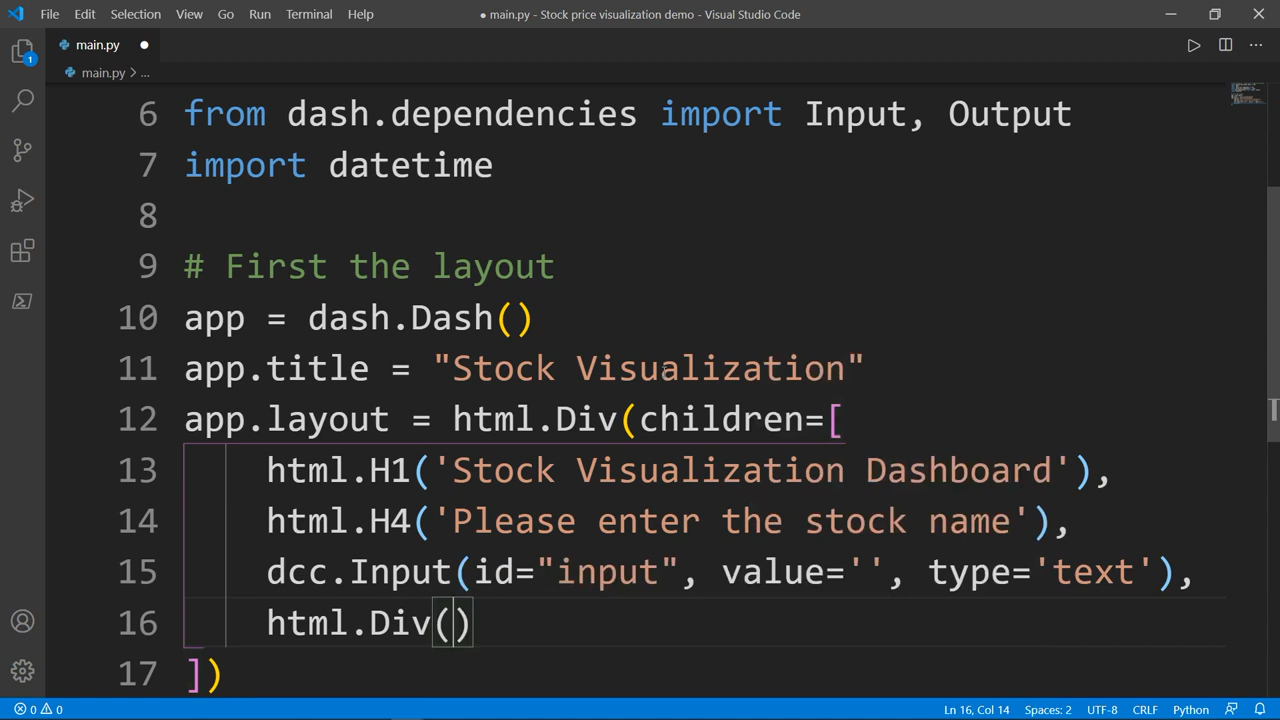 File Edit Selection View Go Run Terminal Help ● main.py - Stock price visualization demo - Visual Studio Code
main.py
main.py > ...
1
6 from dash.dependencies import Input, Output
7 import datetime
8
9 # First the layout
10 app = dash.Dash()
11 app.title = "Stock Visualization"
12 app.layout = html.Div(children=[
13 html.H1('Stock Visualization Dashboard'),
14 html.H4('Please enter the stock name'),
15 dcc.Input(id="input", value='', type='text'),
16 html.Div()
17 ])
0 0 Ln 16, Col 14 Spaces: 2 UTF-8 CRLF Python